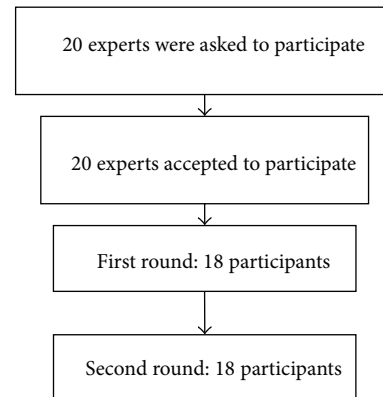 20 experts were asked to participate
20 experts accepted to participate
First round: 18 participants
Second round: 18 participants